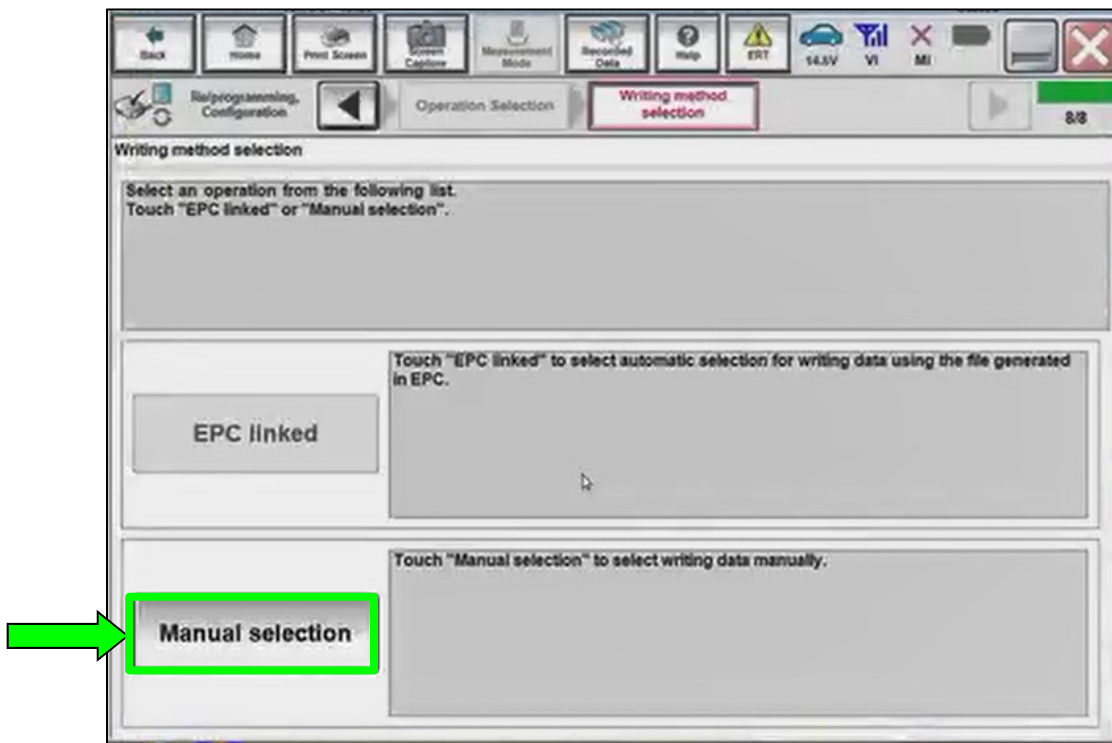 Back
Home
Print Screen
Screen
Capture
Measurement
Mode
Recorded
Data
Help
ERT
14.8V
VI
MI
Re/programming,
Configuration
Operation Selection
Writing method
selection
8/8
Writing method selection
Select an operation from the following list.
Touch "EPC linked" or "Manual selection".
EPC linked
Touch "EPC linked" to select automatic selection for writing data using the file generated
in EPC.
Manual selection
Touch "Manual selection" to select writing data manually.